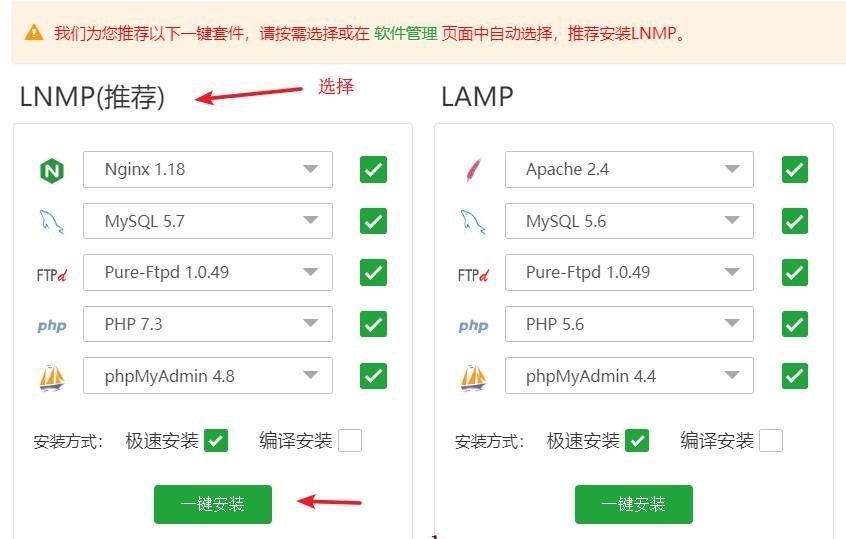 我们为您推荐以下一键套件，请按需选择或在 软件管理 页面中自动选择，推荐安装LNMP。
LNMP(推荐)
选择
N
Nginx 1.18
MySQL 5.7
FTPd
Pure-Ftpd 1.0.49
php
PHP 7.3
phpMyAdmin 4.8
安装方式： 极速安装 编译安装
一键安装
LAMP
Apache 2.4
MySQL 5.6
FTPd
Pure-Ftpd 1.0.49
php
PHP 5.6
phpMyAdmin 4.4
安装方式： 极速安装 编译安装
一键安装